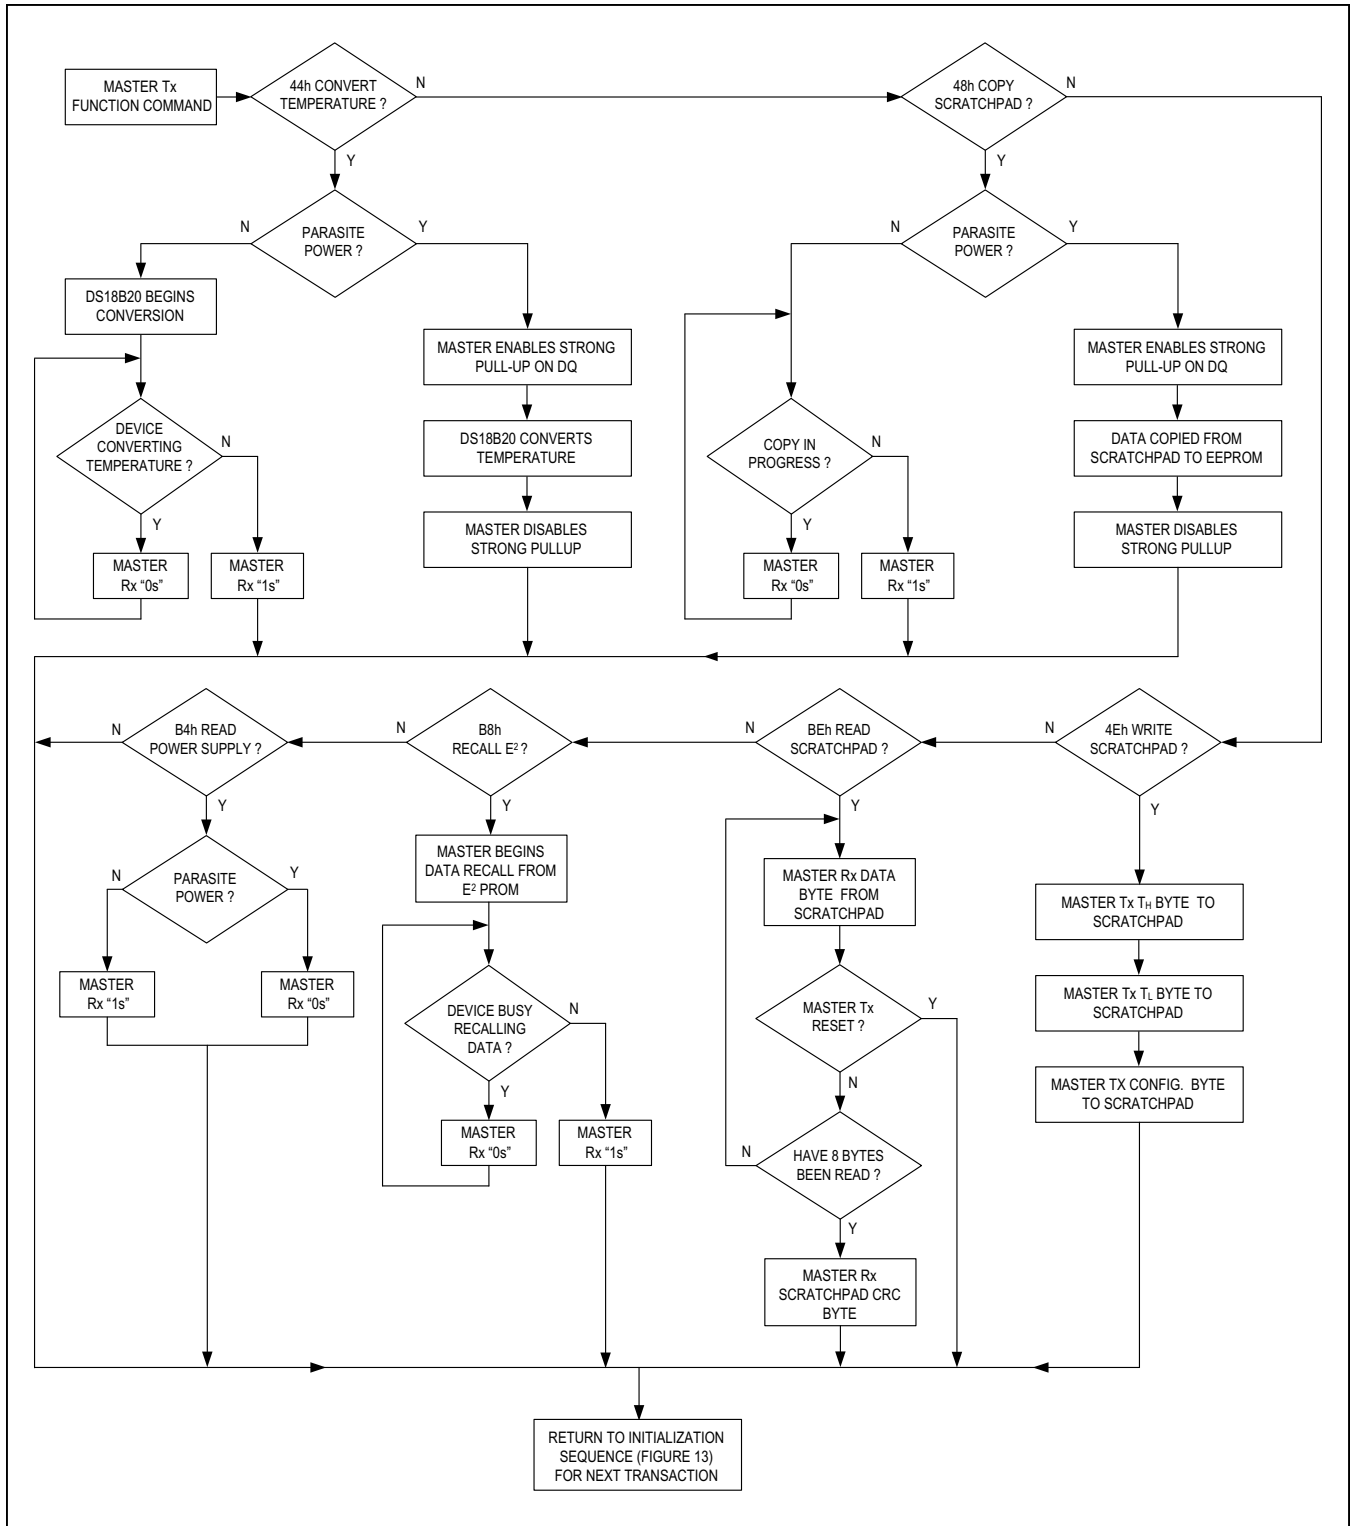 MASTER Tx
FUNCTION COMMAND
44h CONVERT
TEMPERATURE ?
N
Y
48h COPY
SCRATCHPAD ?
N
Y
PARASITE
POWER ?
N
Y
PARASITE
POWER ?
N
Y
DS18B20 BEGINS
CONVERSION
MASTER ENABLES STRONG
PULL-UP ON DQ
MASTER ENABLES STRONG
PULL-UP ON DQ
DEVICE
CONVERTING
TEMPERATURE ?
N
Y
DS18B20 CONVERTS
TEMPERATURE
COPY IN
PROGRESS ?
N
Y
DATA COPIED FROM
SCRATCHPAD TO EEPROM
MASTER
Rx “0s”
MASTER
Rx “1s”
MASTER DISABLES
STRONG PULLUP
MASTER
Rx “0s”
MASTER
Rx “1s”
MASTER DISABLES
STRONG PULLUP
B4h READ
POWER SUPPLY ?
N
Y
B8h
RECALL E² ?
N
Y
BEh READ
SCRATCHPAD ?
N
Y
4Eh WRITE
SCRATCHPAD ?
N
Y
PARASITE
POWER ?
N
Y
MASTER BEGINS
DATA RECALL FROM
E² PROM
MASTER Rx DATA
BYTE FROM
SCRATCHPAD
MASTER Tx TH BYTE TO
SCRATCHPAD
MASTER
Rx “1s”
MASTER
Rx “0s”
DEVICE BUSY
RECALLING
DATA ?
N
Y
MASTER Tx
RESET ?
Y
N
MASTER Tx TL BYTE TO
SCRATCHPAD
MASTER TX CONFIG. BYTE
TO SCRATCHPAD
MASTER
Rx “0s”
MASTER
Rx “1s”
HAVE 8 BYTES
BEEN READ ?
N
Y
MASTER Rx
SCRATCHPAD CRC
BYTE
RETURN TO INITIALIZATION
SEQUENCE (FIGURE 13)
FOR NEXT TRANSACTION